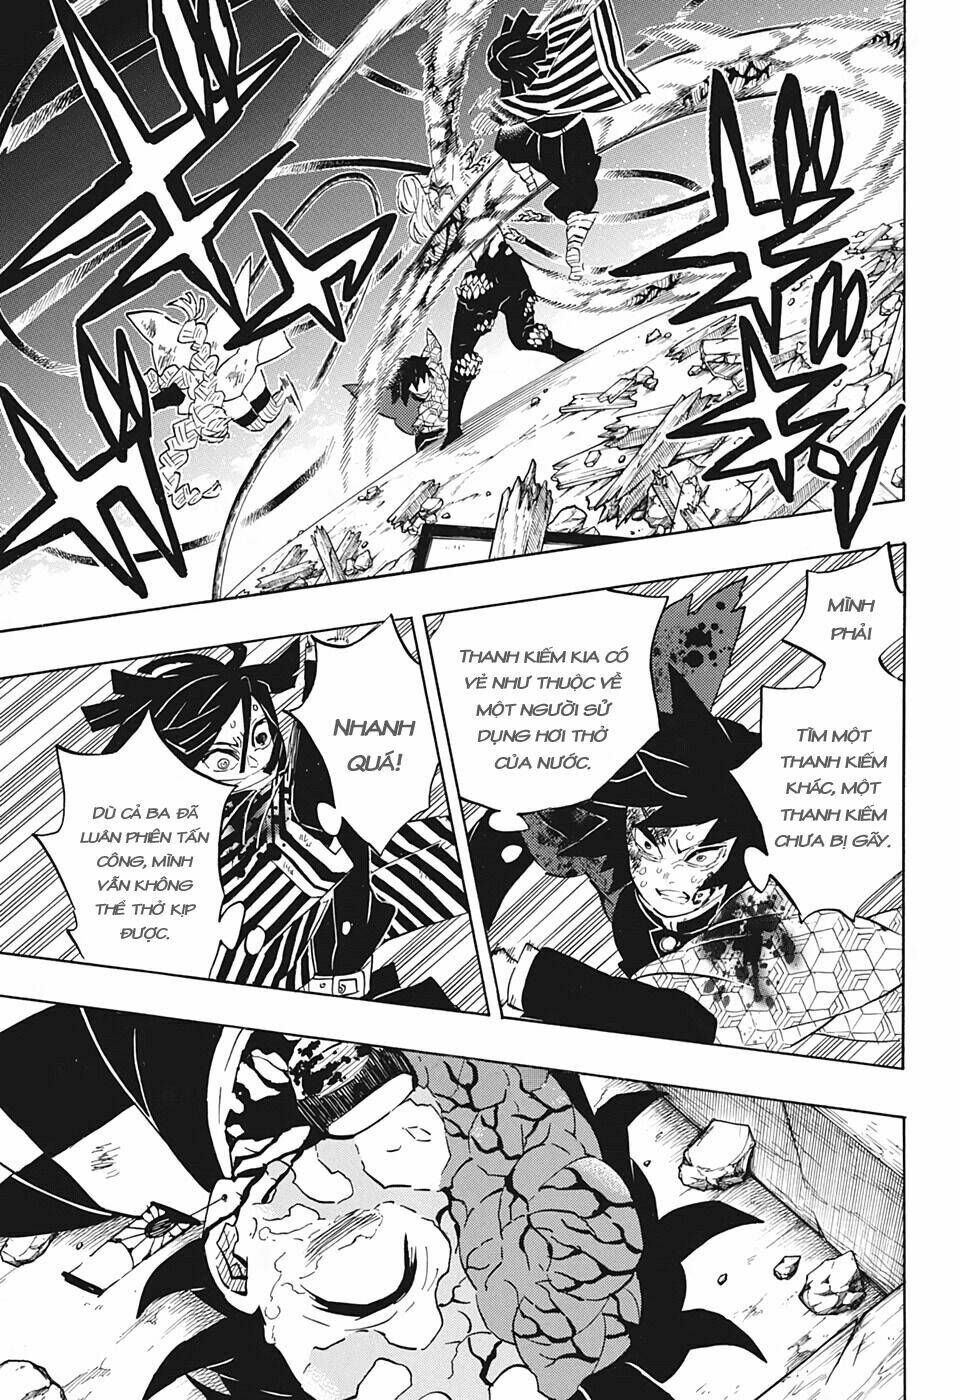 MÌNH
PHẢI
TÌM MỘT
THANH KIẾM
KHÁC, MỘT
THANH KIẾM
CHƯA BỊ GÃY.
THANH KIẾM KIA CÓ
VẺ NHƯ THUỘC VỀ
MỘT NGƯỜI SỬ
DỤNG HƠI THỞ
CỦA NƯỚC.
NHANH
QUÁ!
DÙ CẢ BA ĐÃ
LUÂN PHIÊN TẤN
CÔNG, MÌNH
VẪN KHÔNG
THỂ THỞ KỊP
ĐƯỢC.